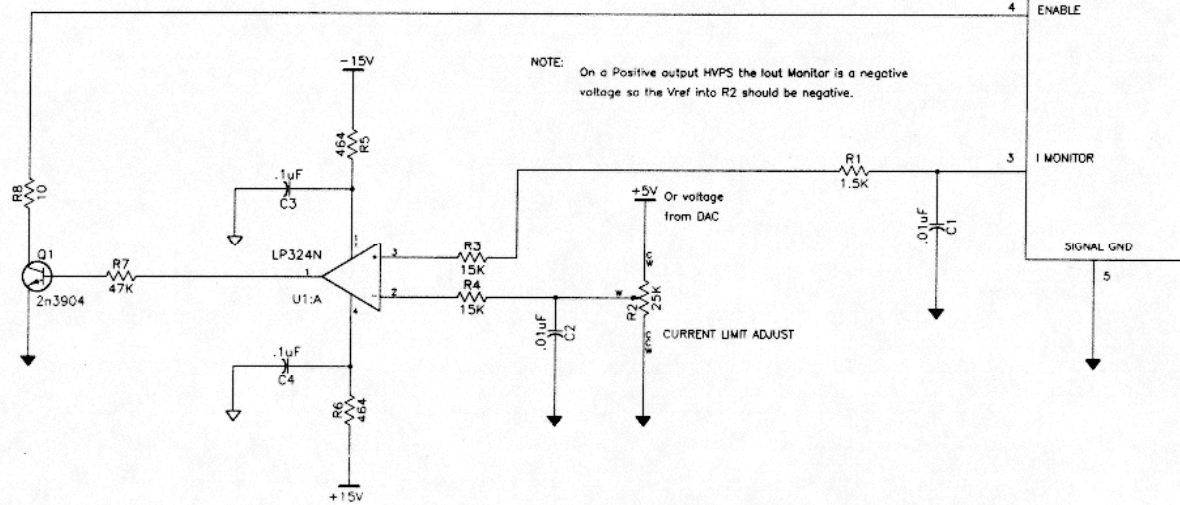 4 ENABLE
-15V
NOTE:
On a Positive output HVPS the Iout Monitor is a negative
voltage so the Vref into R2 should be negative.
464
R5
R8
10
.1uF
C3
R1
1.5K
3 I MONITOR
+5V
Or voltage
from DAC
.01uF
C1
SIGNAL GND
5
Q1
2n3904
R7
47K
LP324N
1
U1:A
3
2
4
R3
15K
R4
15K
.01uF
C2
W
R2
25K
CURRENT LIMIT ADJUST
.1uF
C4
R6
464
+15V